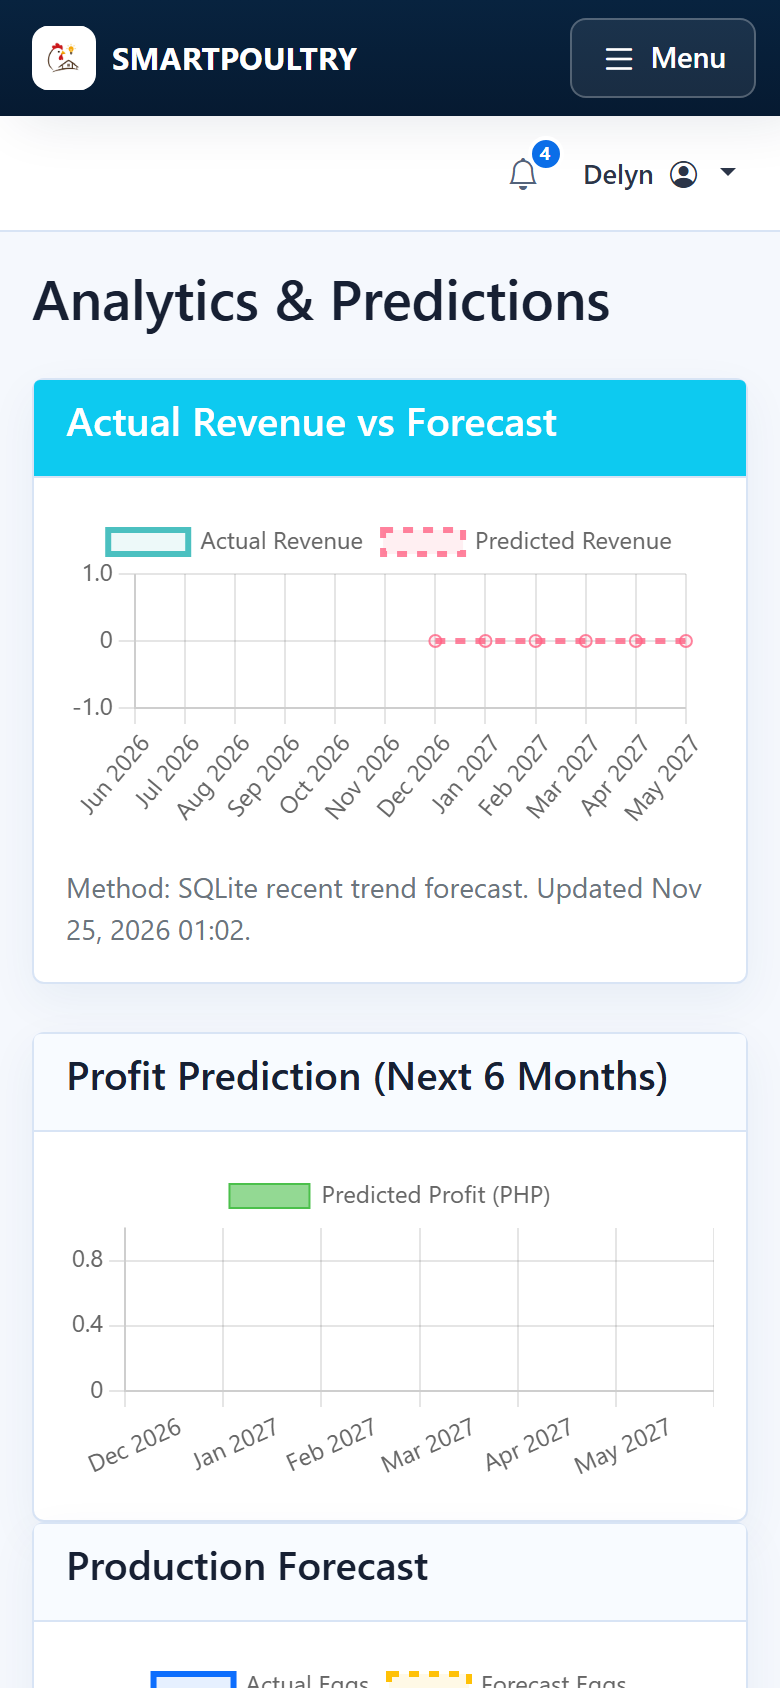 SMARTPOULTRY
Menu
4
Delyn
Analytics & Predictions
Actual Revenue vs Forecast
Actual Revenue
Predicted Revenue
1.0
0
-1.0
Jun 2026
Jul 2026
Aug 2026
Sep 2026
Oct 2026
Nov 2026
Dec 2026
Jan 2027
Feb 2027
Mar 2027
Apr 2027
May 2027
Method: SQLite recent trend forecast. Updated Nov
25, 2026 01:02.
Profit Prediction (Next 6 Months)
Predicted Profit (PHP)
0.8
0.4
0
Dec 2026
Jan 2027
Feb 2027
Mar 2027
Apr 2027
May 2027
Production Forecast
Actual Eggs
Forecast Eggs